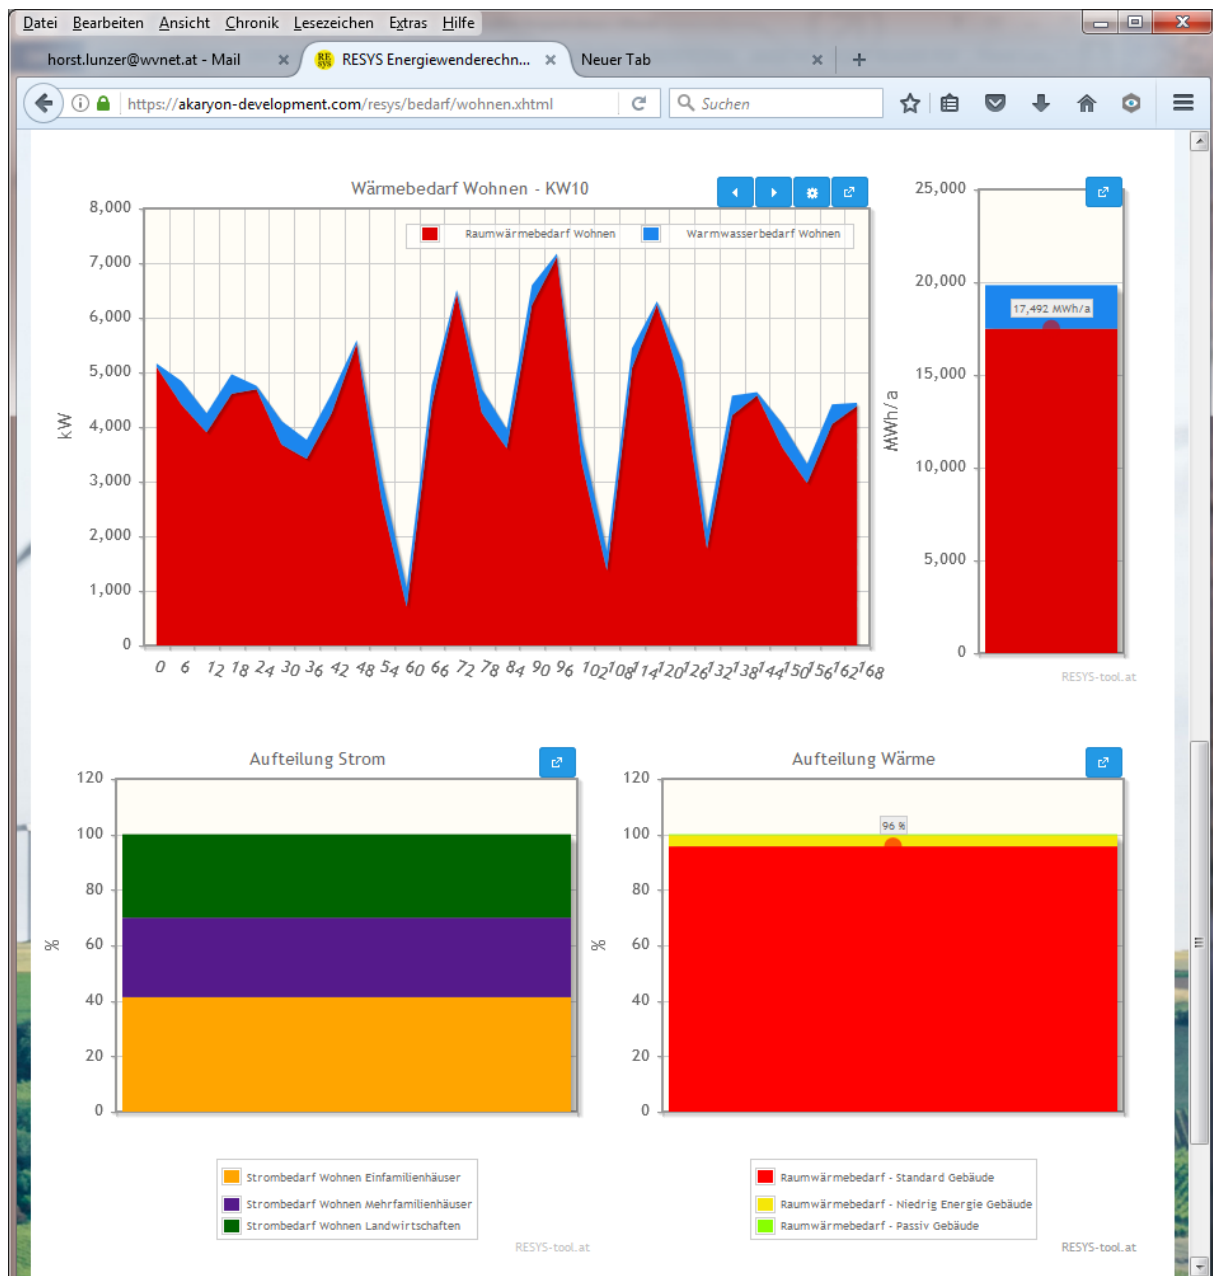 Datei Bearbeiten Ansicht Chronik Lesezeichen Extras Hilfe
horst.lunzer@wvnet.at - Mail × RESYS Energiewenderechn... × Neuer Tab × +
https://akaryon-development.com/resys/bedarf/wohnen.xhtml Suchen
Wärmebedarf Wohnen - KW10
8,000
7,000
6,000
5,000
4,000
3,000
2,000
1,000
0
kW
Raumwärmebedarf Wohnen Warmwasserbedarf Wohnen
0 6 12 18 24 30 36 42 48 54 60 66 72 78 84 90 96 102 108 114 120 126 132 138 144 150 156 162 168
25,000
20,000
15,000
10,000
5,000
0
MWh/a
17,492 MWh/a
RESYS-tool.at
Aufteilung Strom
120
100
80
60
40
20
0
%
Strombedarf Wohnen Einfamilienhäuser
Strombedarf Wohnen Mehrfamilienhäuser
Strombedarf Wohnen Landwirtschaften
RESYS-tool.at
Aufteilung Wärme
120
100
80
60
40
20
0
%
96 %
Raumwärmebedarf - Standard Gebäude
Raumwärmebedarf - Niedrig Energie Gebäude
Raumwärmebedarf - Passiv Gebäude
RESYS-tool.at